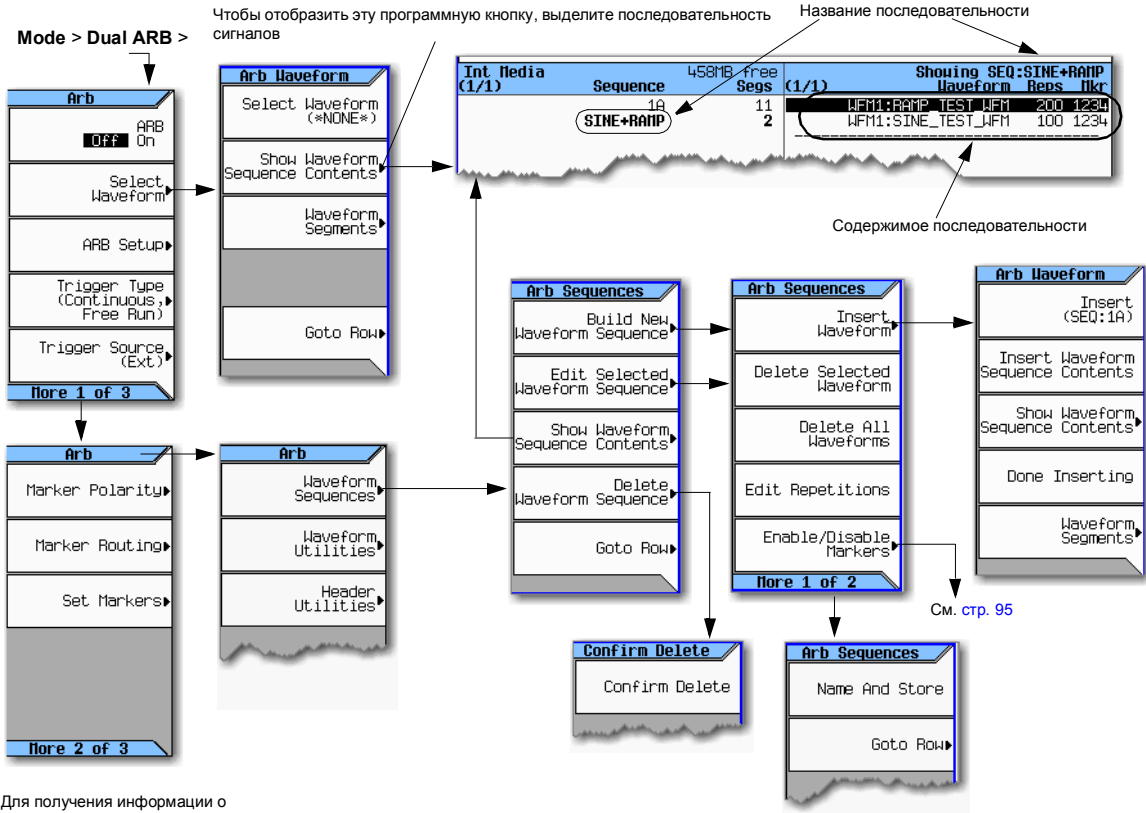 Чтобы отобразить эту программную кнопку, выделите последовательность
сигналов
Название последовательности
Mode > Dual ARB >
Arb
ARB
Off On
Select
Waveform
ARB Setup
Trigger Type
(Continuous,
Free Run)
Trigger Source
(Ext)
More 1 of 3
Arb Waveform
Select Waveform
(*NONE*)
Show Waveform
Sequence Contents
Waveform
Segments
Goto Row
Int Media 458MB free
(1/1) Sequence Segs
1A 11
SINE+RAMP 2
Showing SEQ:SINE+RAMP
(1/1) Waveform Reps Mkr
WFM1:RAMP_TEST_WFM 200 1234
WFM1:SINE_TEST_WFM 100 1234
Содержимое последовательности
Arb
Marker Polarity
Marker Routing
Set Markers
More 2 of 3
Arb
Waveform
Sequences
Waveform
Utilities
Header
Utilities
Arb Sequences
Build New
Waveform Sequence
Edit Selected
Waveform Sequence
Show Waveform
Sequence Contents
Delete
Waveform Sequence
Goto Row
Arb Sequences
Insert
Waveform
Delete Selected
Waveform
Delete All
Waveforms
Edit Repetitions
Enable/Disable
Markers
More 1 of 2
Arb Waveform
Insert
(SEQ:1A)
Insert Waveform
Sequence Contents
Show Waveform
Sequence Contents
Done Inserting
Waveform
Segments
См. стр. 95
Confirm Delete
Confirm Delete
Arb Sequences
Name And Store
Goto Row
Для получения информации о